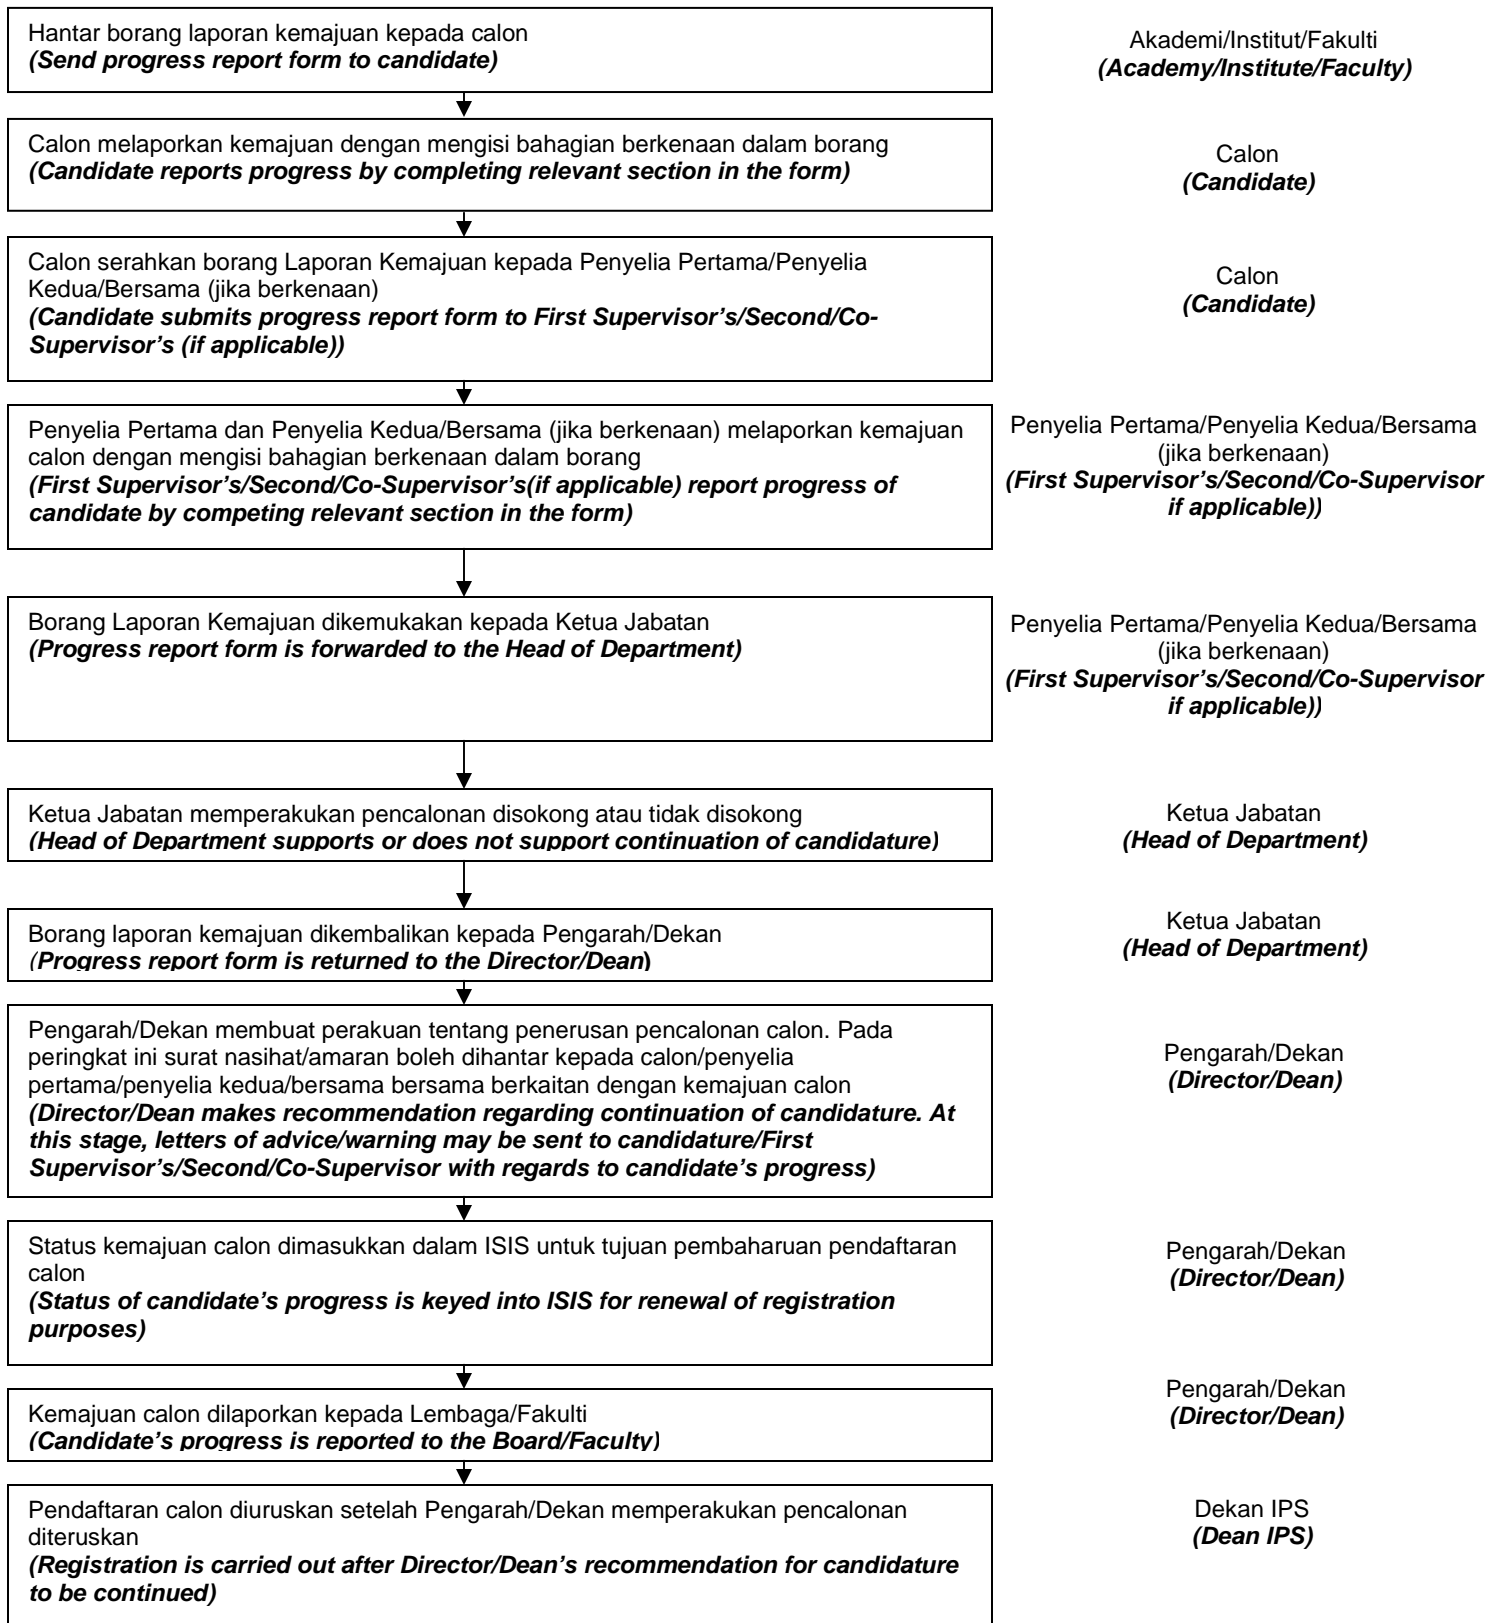 Hantar borang laporan kemajuan kepada calon
(Send progress report form to candidate)
Akademi/Institut/Fakulti
(Academy/Institute/Faculty)
Calon melaporkan kemajuan dengan mengisi bahagian berkenaan dalam borang
(Candidate reports progress by completing relevant section in the form)
Calon
(Candidate)
Calon serahkan borang Laporan Kemajuan kepada Penyelia Pertama/Penyelia
Kedua/Bersama (jika berkenaan)
(Candidate submits progress report form to First Supervisor’s/Second/Co-
Supervisor’s (if applicable))
Calon
(Candidate)
Penyelia Pertama dan Penyelia Kedua/Bersama (jika berkenaan) melaporkan kemajuan
calon dengan mengisi bahagian berkenaan dalam borang
(First Supervisor’s/Second/Co-Supervisor’s(if applicable) report progress of
candidate by competing relevant section in the form)
Penyelia Pertama/Penyelia Kedua/Bersama
(jika berkenaan)
(First Supervisor’s/Second/Co-Supervisor
if applicable))
Borang Laporan Kemajuan dikemukakan kepada Ketua Jabatan
(Progress report form is forwarded to the Head of Department)
Penyelia Pertama/Penyelia Kedua/Bersama
(jika berkenaan)
(First Supervisor’s/Second/Co-Supervisor
if applicable))
Ketua Jabatan memperakukan pencalonan disokong atau tidak disokong
(Head of Department supports or does not support continuation of candidature)
Ketua Jabatan
(Head of Department)
Borang laporan kemajuan dikembalikan kepada Pengarah/Dekan
(Progress report form is returned to the Director/Dean)
Ketua Jabatan
(Head of Department)
Pengarah/Dekan membuat perakuan tentang penerusan pencalonan calon. Pada
peringkat ini surat nasihat/amaran boleh dihantar kepada calon/penyelia
pertama/penyelia kedua/bersama bersama berkaitan dengan kemajuan calon
(Director/Dean makes recommendation regarding continuation of candidature. At
this stage, letters of advice/warning may be sent to candidature/First
Supervisor’s/Second/Co-Supervisor with regards to candidate’s progress)
Pengarah/Dekan
(Director/Dean)
Status kemajuan calon dimasukkan dalam ISIS untuk tujuan pembaharuan pendaftaran
calon
(Status of candidate’s progress is keyed into ISIS for renewal of registration
purposes)
Pengarah/Dekan
(Director/Dean)
Kemajuan calon dilaporkan kepada Lembaga/Fakulti
(Candidate’s progress is reported to the Board/Faculty)
Pengarah/Dekan
(Director/Dean)
Pendaftaran calon diuruskan setelah Pengarah/Dekan memperakukan pencalonan
diteruskan
(Registration is carried out after Director/Dean’s recommendation for candidature
to be continued)
Dekan IPS
(Dean IPS)